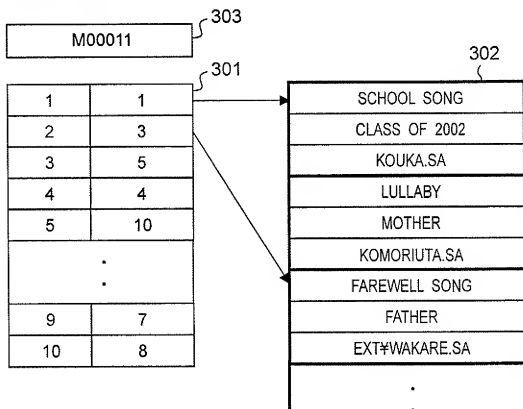 303
M00011
301
302
1 1
2 3
3 5
4 4
5 10
9 7
10 8
SCHOOL SONG
CLASS OF 2002
KOUKA.SA
LULLABY
MOTHER
KOMORIUTA.SA
FAREWELL SONG
FATHER
EXT¥WAKARE.SA